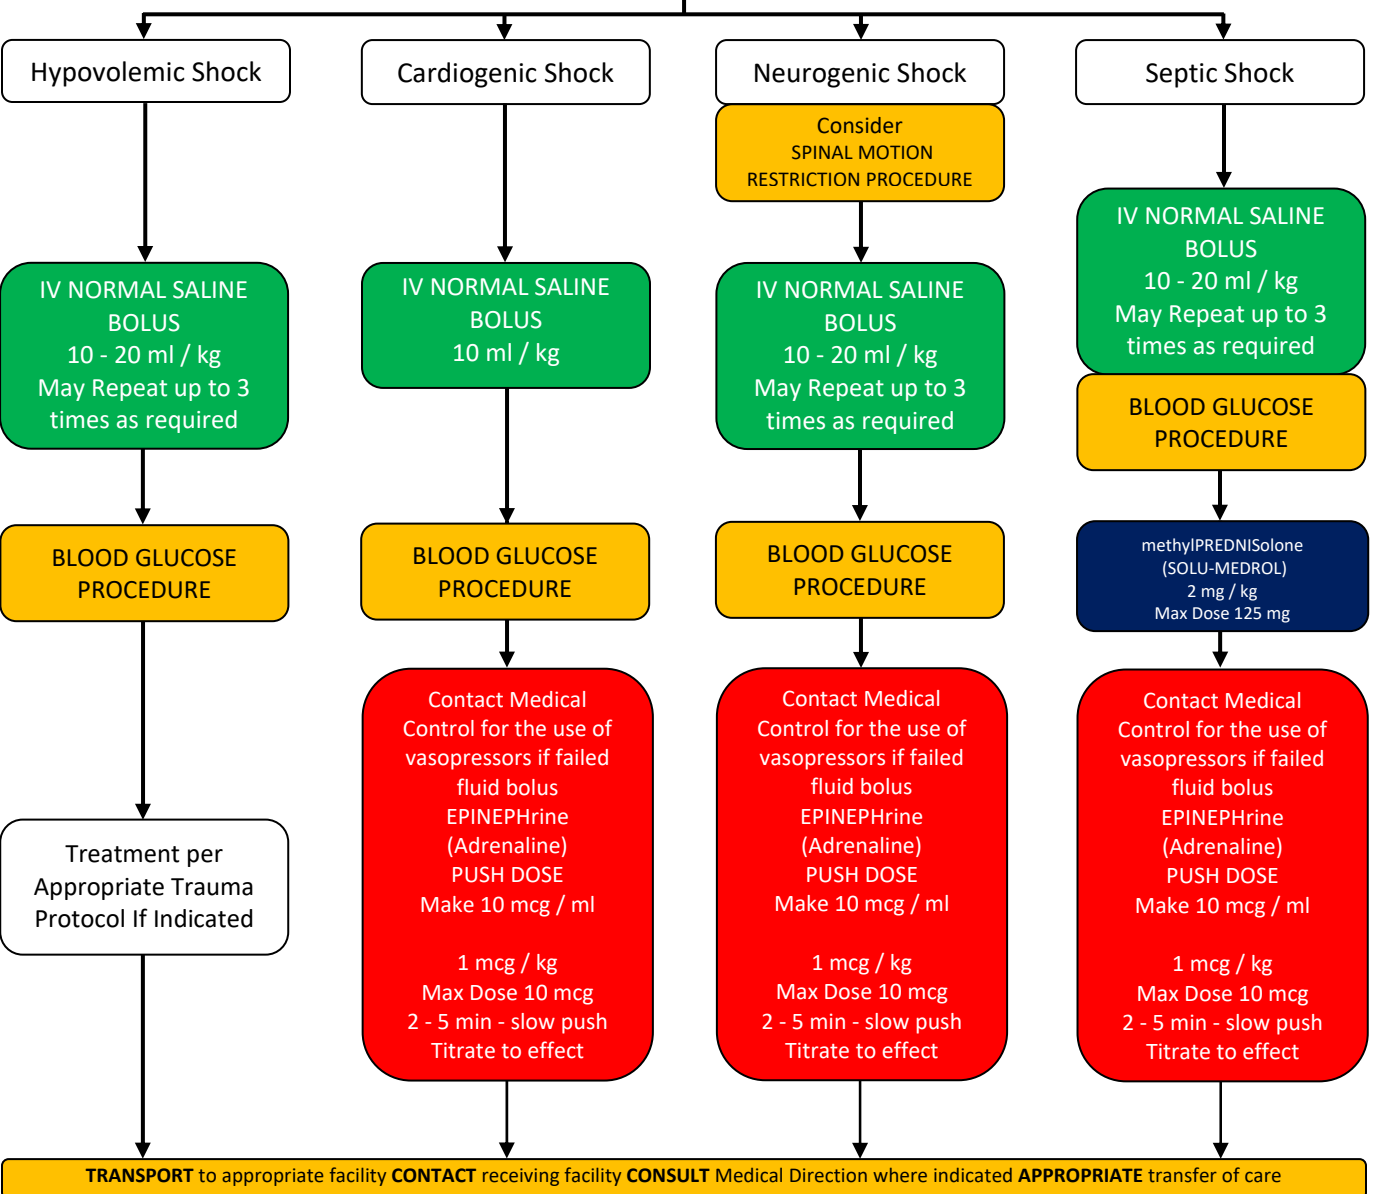 Hypovolemic Shock
Cardiogenic Shock
Neurogenic Shock
Septic Shock
Consider
SPINAL MOTION
RESTRICTION PROCEDURE
IV NORMAL SALINE
BOLUS
10 - 20 ml / kg
May Repeat up to 3
times as required
IV NORMAL SALINE
BOLUS
10 ml / kg
IV NORMAL SALINE
BOLUS
10 - 20 ml / kg
May Repeat up to 3
times as required
IV NORMAL SALINE
BOLUS
10 - 20 ml / kg
May Repeat up to 3
times as required
BLOOD GLUCOSE
PROCEDURE
BLOOD GLUCOSE
PROCEDURE
BLOOD GLUCOSE
PROCEDURE
BLOOD GLUCOSE
PROCEDURE
methylPREDNISolone
(SOLU-MEDROL)
2 mg / kg
Max Dose 125 mg
Treatment per
Appropriate Trauma
Protocol If Indicated
Contact Medical
Control for the use of
vasopressors if failed
fluid bolus
EPINEPHrine
(Adrenaline)
PUSH DOSE
Make 10 mcg / ml
1 mcg / kg
Max Dose 10 mcg
2 - 5 min - slow push
Titrate to effect
Contact Medical
Control for the use of
vasopressors if failed
fluid bolus
EPINEPHrine
(Adrenaline)
PUSH DOSE
Make 10 mcg / ml
1 mcg / kg
Max Dose 10 mcg
2 - 5 min - slow push
Titrate to effect
Contact Medical
Control for the use of
vasopressors if failed
fluid bolus
EPINEPHrine
(Adrenaline)
PUSH DOSE
Make 10 mcg / ml
1 mcg / kg
Max Dose 10 mcg
2 - 5 min - slow push
Titrate to effect
TRANSPORT to appropriate facility CONTACT receiving facility CONSULT Medical Direction where indicated APPROPRIATE transfer of care